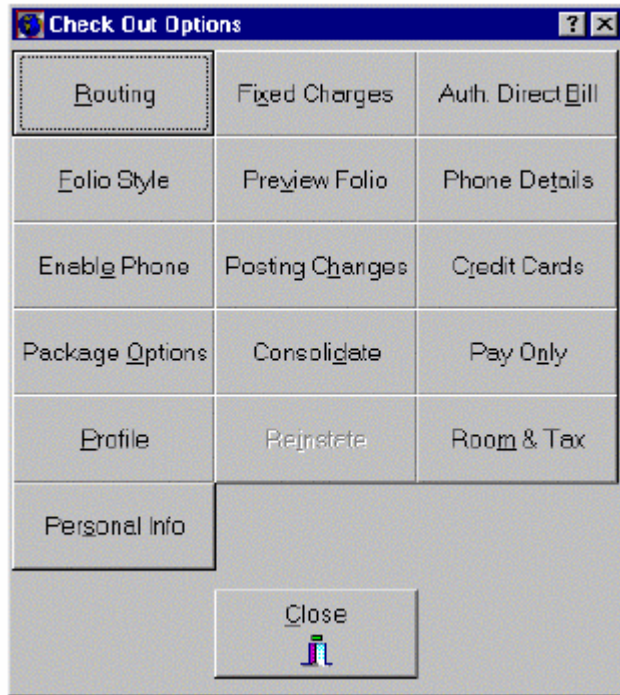 Check Out Options
Routing Fixed Charges Auth. Direct Bill
Folio Style Preview Folio Phone Details
Enable Phone Posting Changes Credit Cards
Package Options Consolidate Pay Only
Profile Reinstate Room & Tax
Personal Info
Close